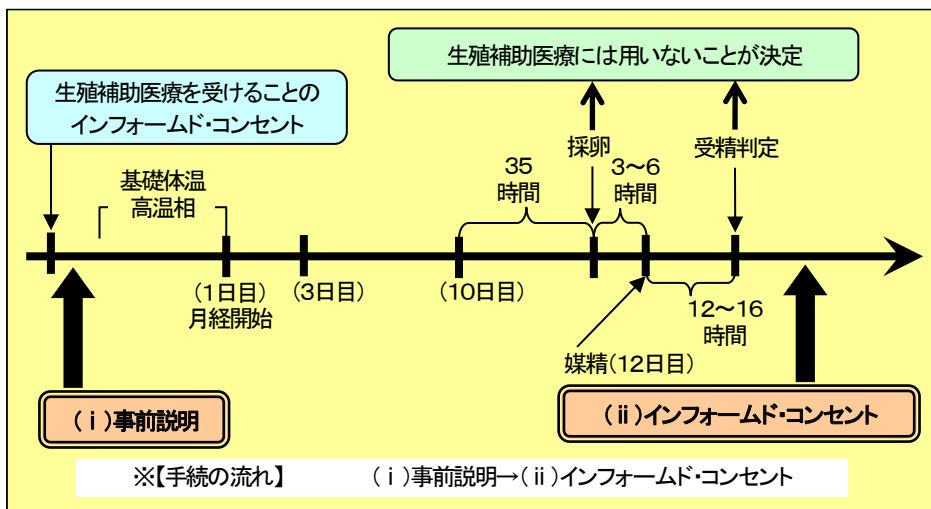 生殖補助医療には用いないことが決定
生殖補助医療を受けることの
インフォームド・コンセント
採卵
受精判定
35
時間
3～6
時間
基礎体温
高温相
(1日目)
月経開始
(3日目)
(10日目)
12～16
時間
媒精(12日目)
(ⅰ)事前説明
(ⅱ)インフォームド・コンセント
※【手続の流れ】 (ⅰ)事前説明→(ⅱ)インフォームド・コンセント